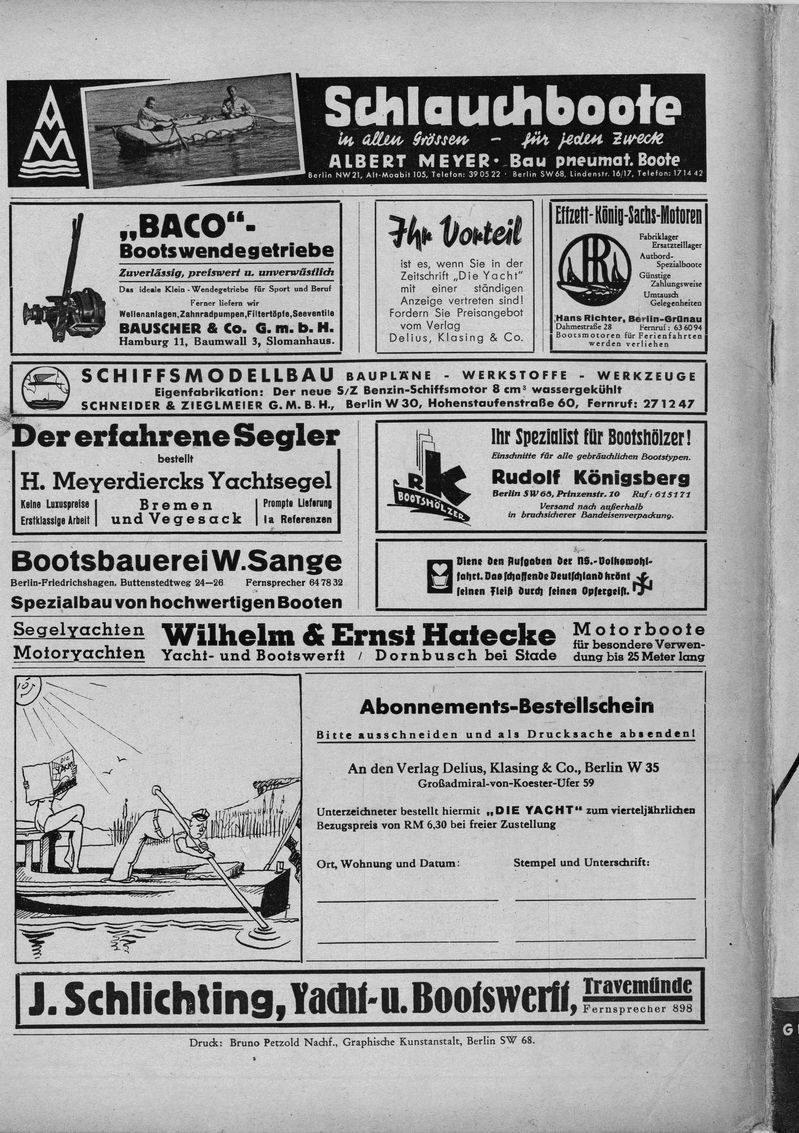 AM
Schlauchboote
in allen Grössen – für jeden Zweck
ALBERT MEYER · Bau pneumat. Boote
Berlin NW21, Alt-Moabit 105, Telefon: 39 05 22 · Berlin SW68, Lindenstr. 16/17, Telefon: 17 14 42
„BACO“-
Bootswendegetriebe
Zuverlässig, preiswert u. unverwüstlich
Das ideale Klein-Wendegetriebe für Sport und Beruf
Ferner liefern wir
Wellenanlagen, Zahnradpumpen, Filtertöpfe, Seeventile
BAUSCHER & Co. G. m. b. H.
Hamburg 11, Baumwall 3, Slomanhaus.
Ihr Vorteil
ist es, wenn Sie in der
Zeitschrift „Die Yacht“
mit einer ständigen
Anzeige vertreten sind!
Fordern Sie Preisangebot
vom Verlag
Delius, Klasing & Co.
Effzett-König-Sachs-Motoren
HR
Fabriklager
Ersatzteillager
Autbord-
Spezialboote
Günstige
Zahlungsweise
Umtausch
Gelegenheiten
Hans Richter, Berlin-Grünau
Dahmestraße 28 Fernruf: 63 60 94
Bootsmotoren für Ferienfahrten
werden verliehen
SCHIFFSMODELLBAU BAUPLÄNE - WERKSTOFFE - WERKZEUGE
Eigenfabrikation: Der neue S/Z Benzin-Schiffsmotor 8 cm³ wassergekühlt
SCHNEIDER & ZIEGLMEIER G.M.B.H., Berlin W 30, Hohenstaufenstraße 60, Fernruf: 27 12 47
Der erfahrene Segler
bestellt
H. Meyerdiercks Yachtsegel
Keine Luxuspreise
Erstklassige Arbeit
Bremen
und Vegesack
Prompte Lieferung
Ia Referenzen
RK
BOOTSHÖLZER
Ihr Spezialist für Bootshölzer!
Einschnitte für alle gebräuchlichen Bootstypen.
Rudolf Königsberg
Berlin SW68, Prinzenstr. 10 Ruf: 61 51 71
Versand nach außerhalb
in bruchsicherer Bandeisenverpackung.
Bootsbauerei W. Sange
Berlin-Friedrichshagen, Buttenstedtweg 24—26 Fernsprecher 64 78 32
Spezialbau von hochwertigen Booten
Diene den Aufgaben der NS.-Volkswohl-
fahrt. Das schaffende Deutschland krönt
seinen Fleiß durch seinen Opfergeist.
Segelyachten
Motoryachten
Wilhelm & Ernst Hatecke
Yacht- und Bootswerft / Dornbusch bei Stade
Motorboote
für besondere Verwen-
dung bis 25 Meter lang
DIE
YACHT
Abonnements-Bestellschein
Bitte ausschneiden und als Drucksache absenden!
An den Verlag Delius, Klasing & Co., Berlin W 35
Großadmiral-von-Koester-Ufer 59
Unterzeichneter bestellt hiermit „DIE YACHT“ zum vierteljährlichen
Bezugspreis von RM 6,30 bei freier Zustellung
Ort, Wohnung und Datum: Stempel und Unterschrift:
J. Schlichting, Yacht- u. Bootswerft,
Travemünde
Fernsprecher 898
Druck: Bruno Petzold Nachf., Graphische Kunstanstalt, Berlin SW 68.